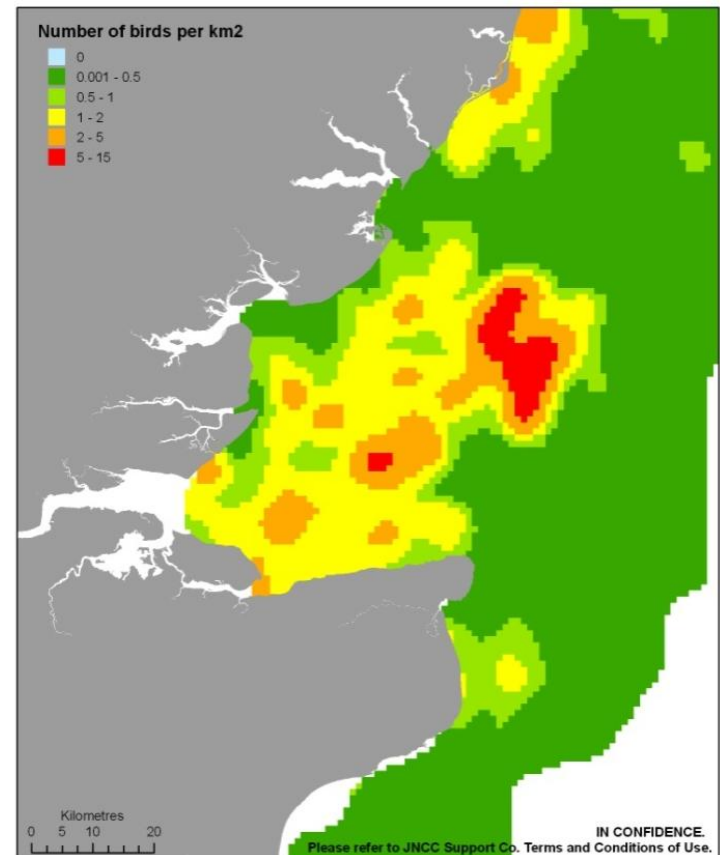 Number of birds per km2
0
0.001 - 0.5
0.5 - 1
1 - 2
2 - 5
5 - 15
Kilometres
0 5 10 20
IN CONFIDENCE.
Please refer to JNCC Support Co. Terms and Conditions of Use.